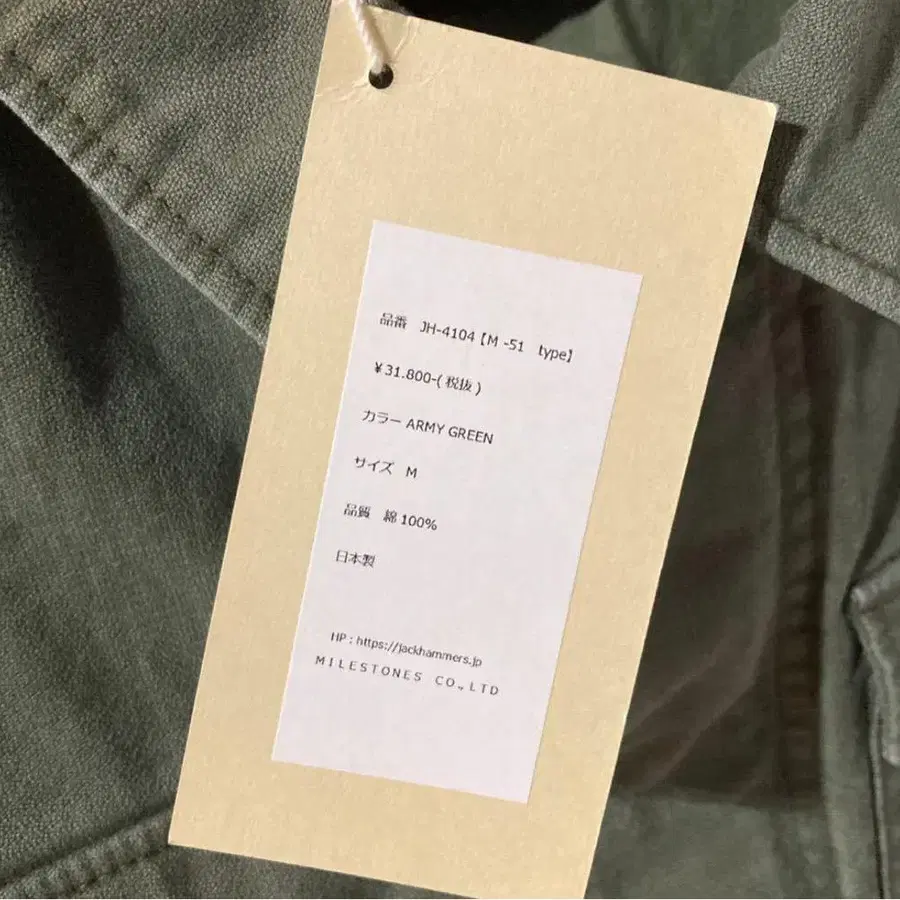 品番　JH-4104【M -51　type】
￥31.800-( 税抜 )
カラー ARMY GREEN
サイズ　M
品質　綿 100%
日本製
HP : https://jackhammers.jp
MILESTONES CO.,LTD